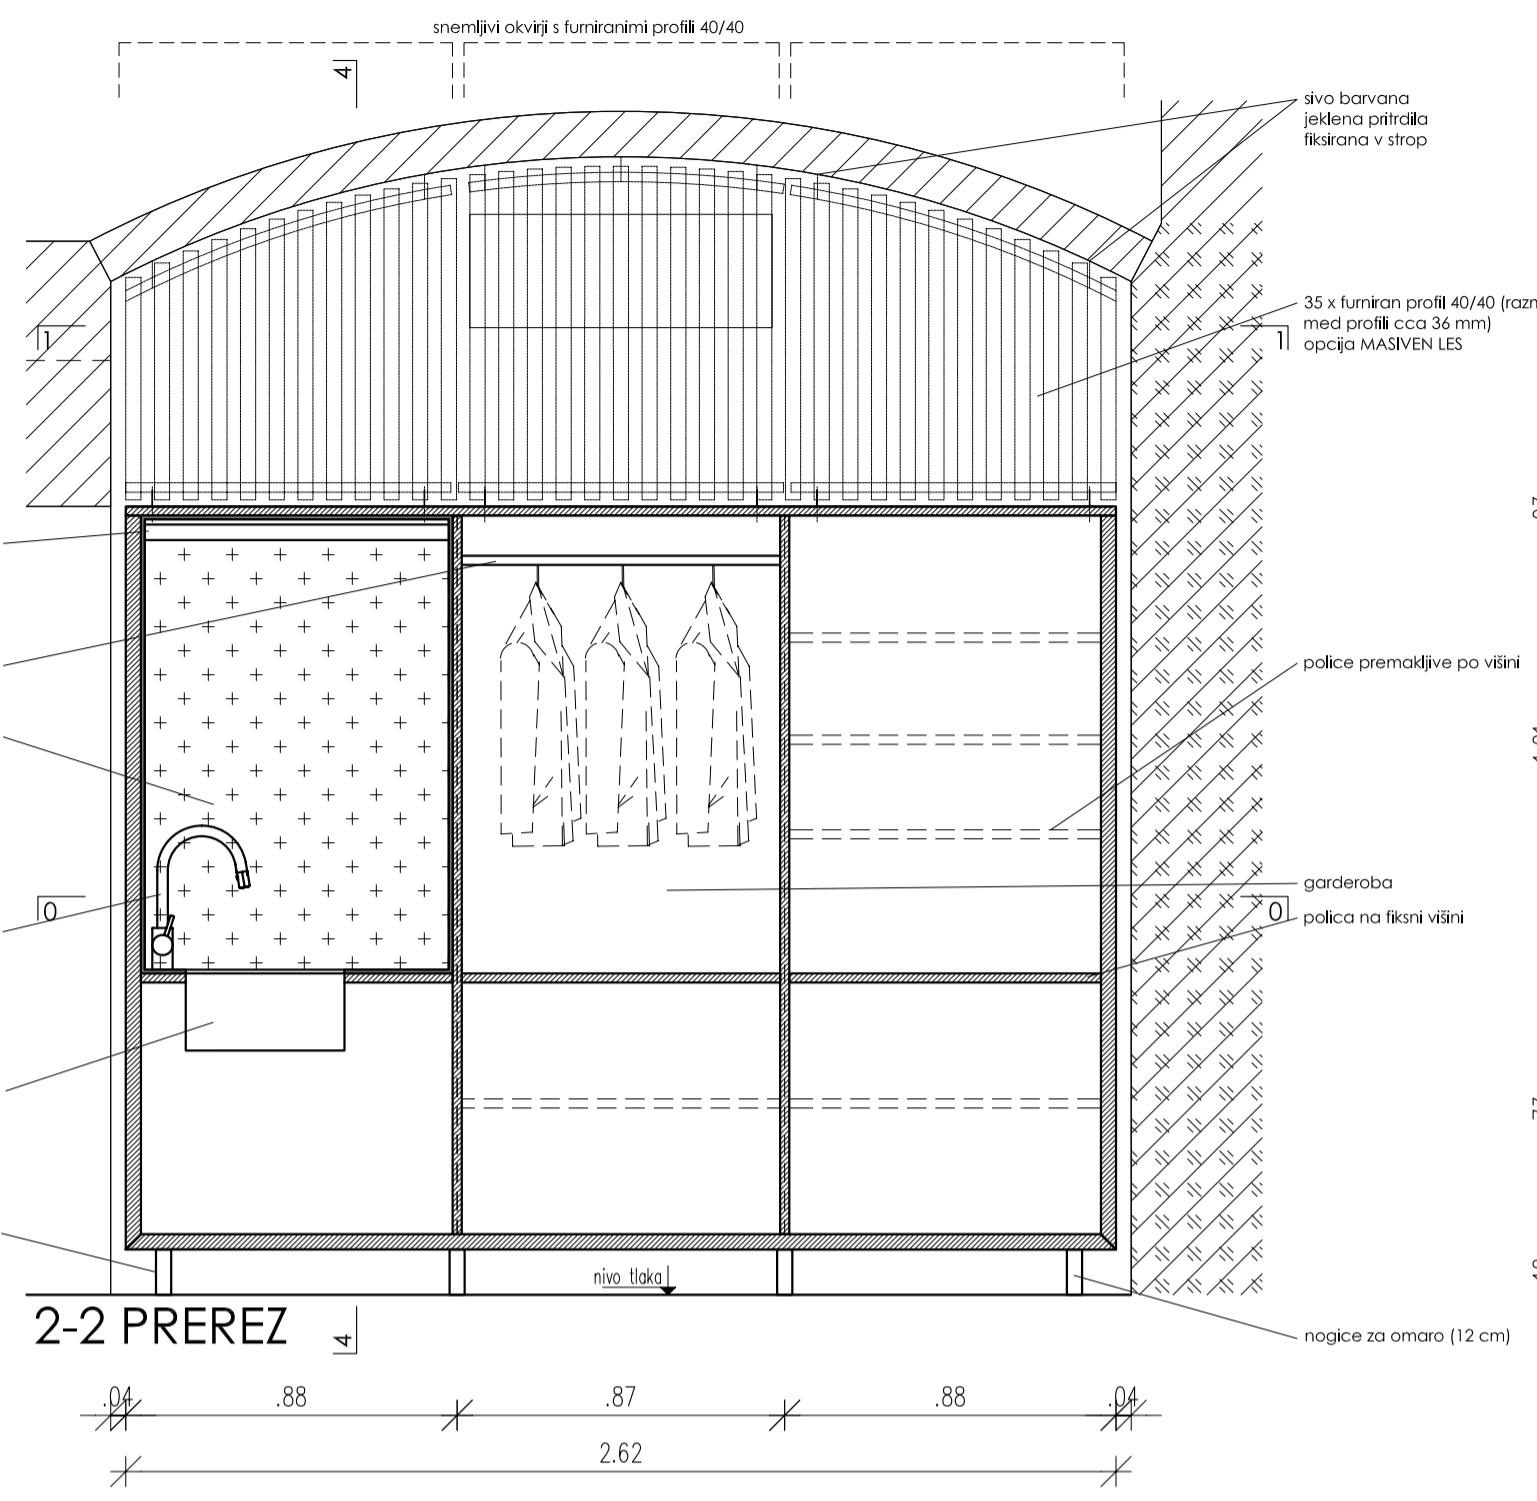 snemljivi okvirji s furniranimi profili 40/40
4
sivo barvana
jeklena pritrdila
fiksirana v strop
35 x furniran profil 40/40
med profili cca 36 mm)
opcija MASIVEN LES
1
1
police premakljive po višini
garderoba
0
0
polica na fiksni višini
nivo tlaka
2-2 PREREZ
4
nogice za omaro (12 cm)
.04
.88
.87
.88
.04
2.62